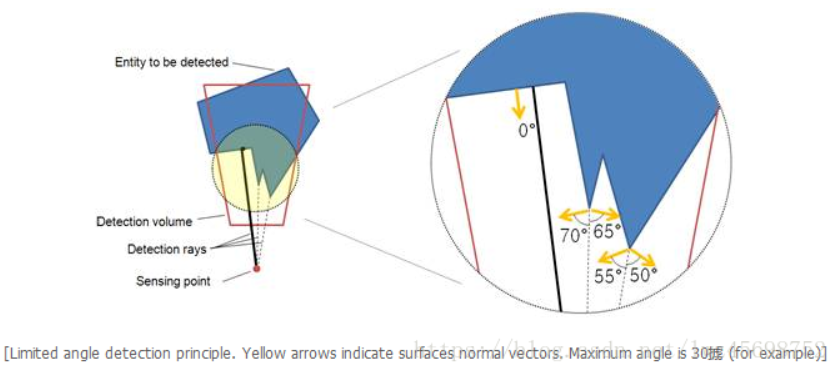 Entity to be detected
Detection volume
Detection rays
Sensing point
0°
70° 65°
55° 50°
[Limited angle detection principle. Yellow arrows indicate surfaces normal vectors. Maximum angle is 30 (for example)]